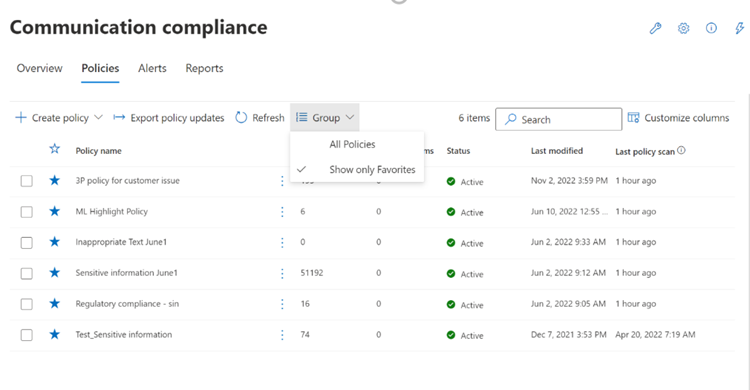 Communication compliance
Overview Policies Alerts Reports
Create policy Export policy updates Refresh Group 6 items Search Customize columns
All Policies
Show only Favorites
Policy name Status Last modified Last policy scan
3P policy for customer issue 0 Active Nov 2, 2022 3:59 PM 1 hour ago
ML Highlight Policy 6 0 Active Jun 10, 2022 12:55 ... 1 hour ago
Inappropriate Text June1 0 0 Active Jun 2, 2022 9:33 AM 1 hour ago
Sensitive information June1 51192 0 Active Jun 2, 2022 9:12 AM 1 hour ago
Regulatory compliance - sin 16 0 Active Jun 2, 2022 9:05 AM 1 hour ago
Test_Sensitive information 74 0 Active Dec 7, 2021 3:53 PM Apr 20, 2022 7:19 AM